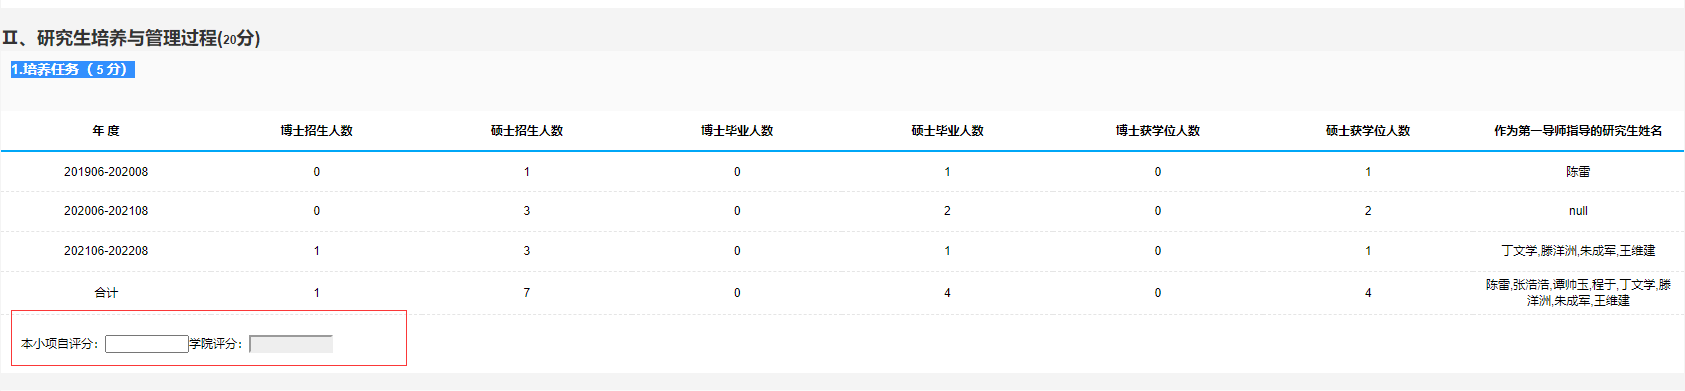 II、研究生培养与管理过程(20分)
1.培养任务（ 5 分）
年 度 博士招生人数 硕士招生人数 博士毕业人数 硕士毕业人数 博士获学位人数 硕士获学位人数 作为第一导师指导的研究生姓名
201906-202008 0 1 0 1 0 1 陈雷
202006-202108 0 3 0 2 0 2 null
202106-202208 1 3 0 1 0 1 丁文学,滕洋洲,朱成军,王维建
合计 1 7 0 4 0 4 陈雷,张浩浩,谭帅玉,程于,丁文学,滕
洋洲,朱成军,王维建
本小项自评分： 学院评分：